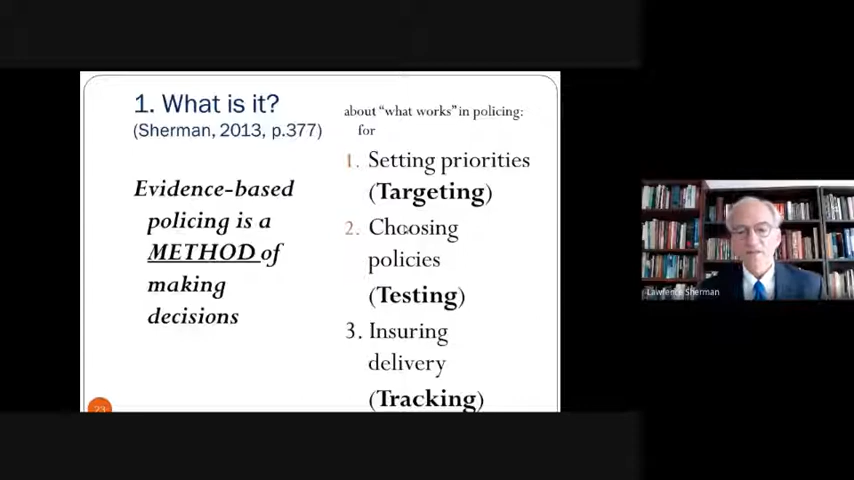 1. What is it?
(Sherman, 2013, p.377)
Evidence-based
policing is a
METHOD of
making
decisions
about "what works" in policing:
for
1. Setting priorities
(Targeting)
2. Choosing
policies
(Testing)
3. Insuring
delivery
(Tracking)
23
Lawrence Sherman